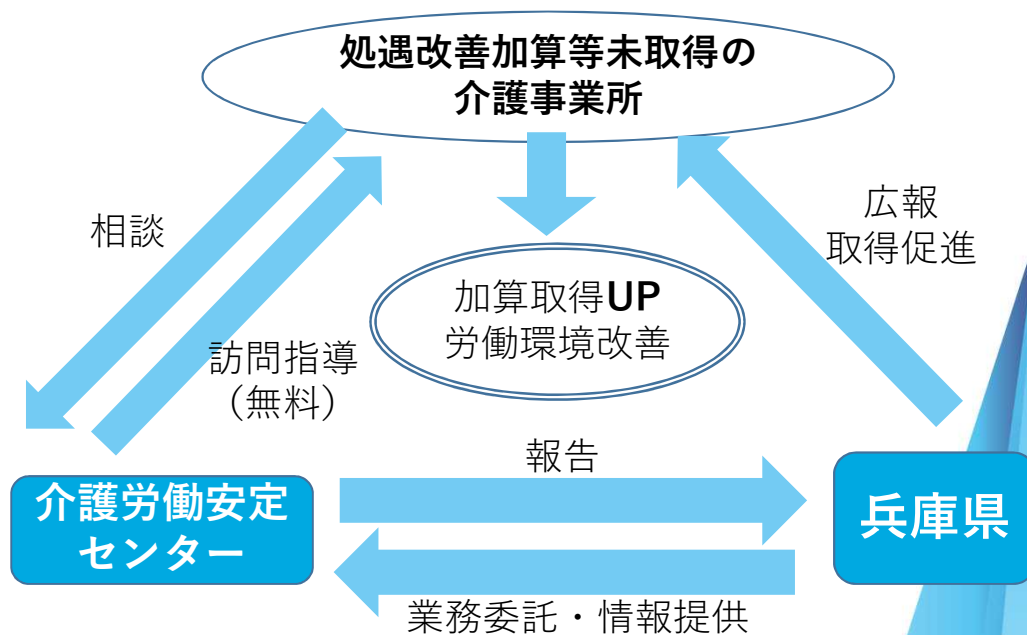 処遇改善加算等未取得の
介護事業所
相談
広報
取得促進
加算取得UP
労働環境改善
訪問指導
（無料）
報告
介護労働安定
センター
兵庫県
業務委託・情報提供